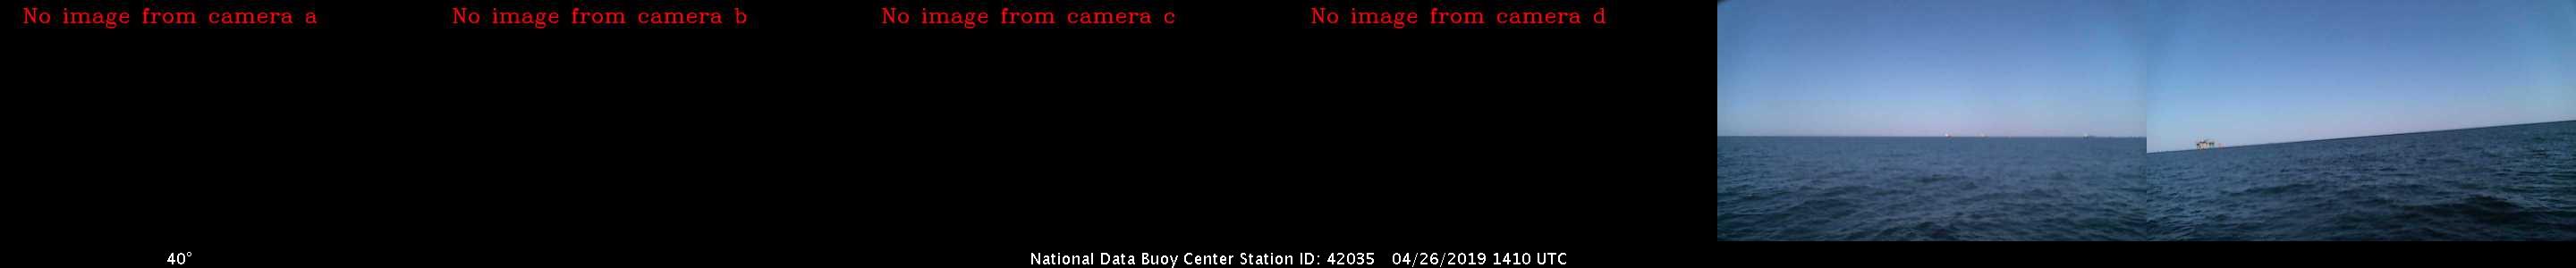 No image from camera a
No image from camera b
No image from camera c
No image from camera d
40°
National Data Buoy Center Station ID: 42035 04/26/2019 1410 UTC